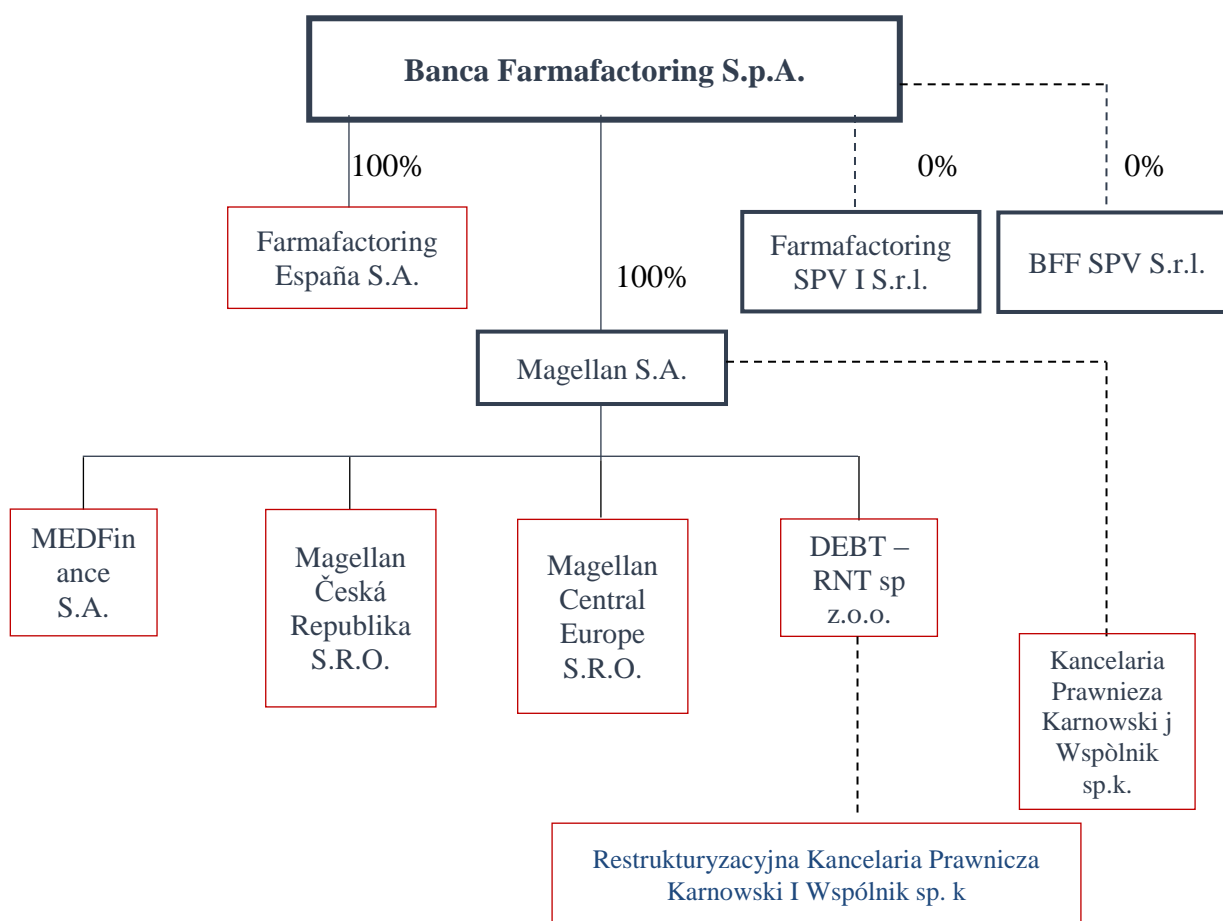 Banca Farmafactoring S.p.A.
100%
0%
0%
Farmafactoring
España S.A.
Farmafactoring
SPV I S.r.l.
BFF SPV S.r.l.
100%
Magellan S.A.
MEDFin
ance
S.A.
Magellan
Česká
Republika
S.R.O.
Magellan
Central
Europe
S.R.O.
DEBT –
RNT sp
z.o.o.
Kancelaria
Prawnieza
Karnowski j
Wspòlnik
sp.k.
Restrukturyzacyjna Kancelaria Prawnicza
Karnowski I Wspólnik sp. k